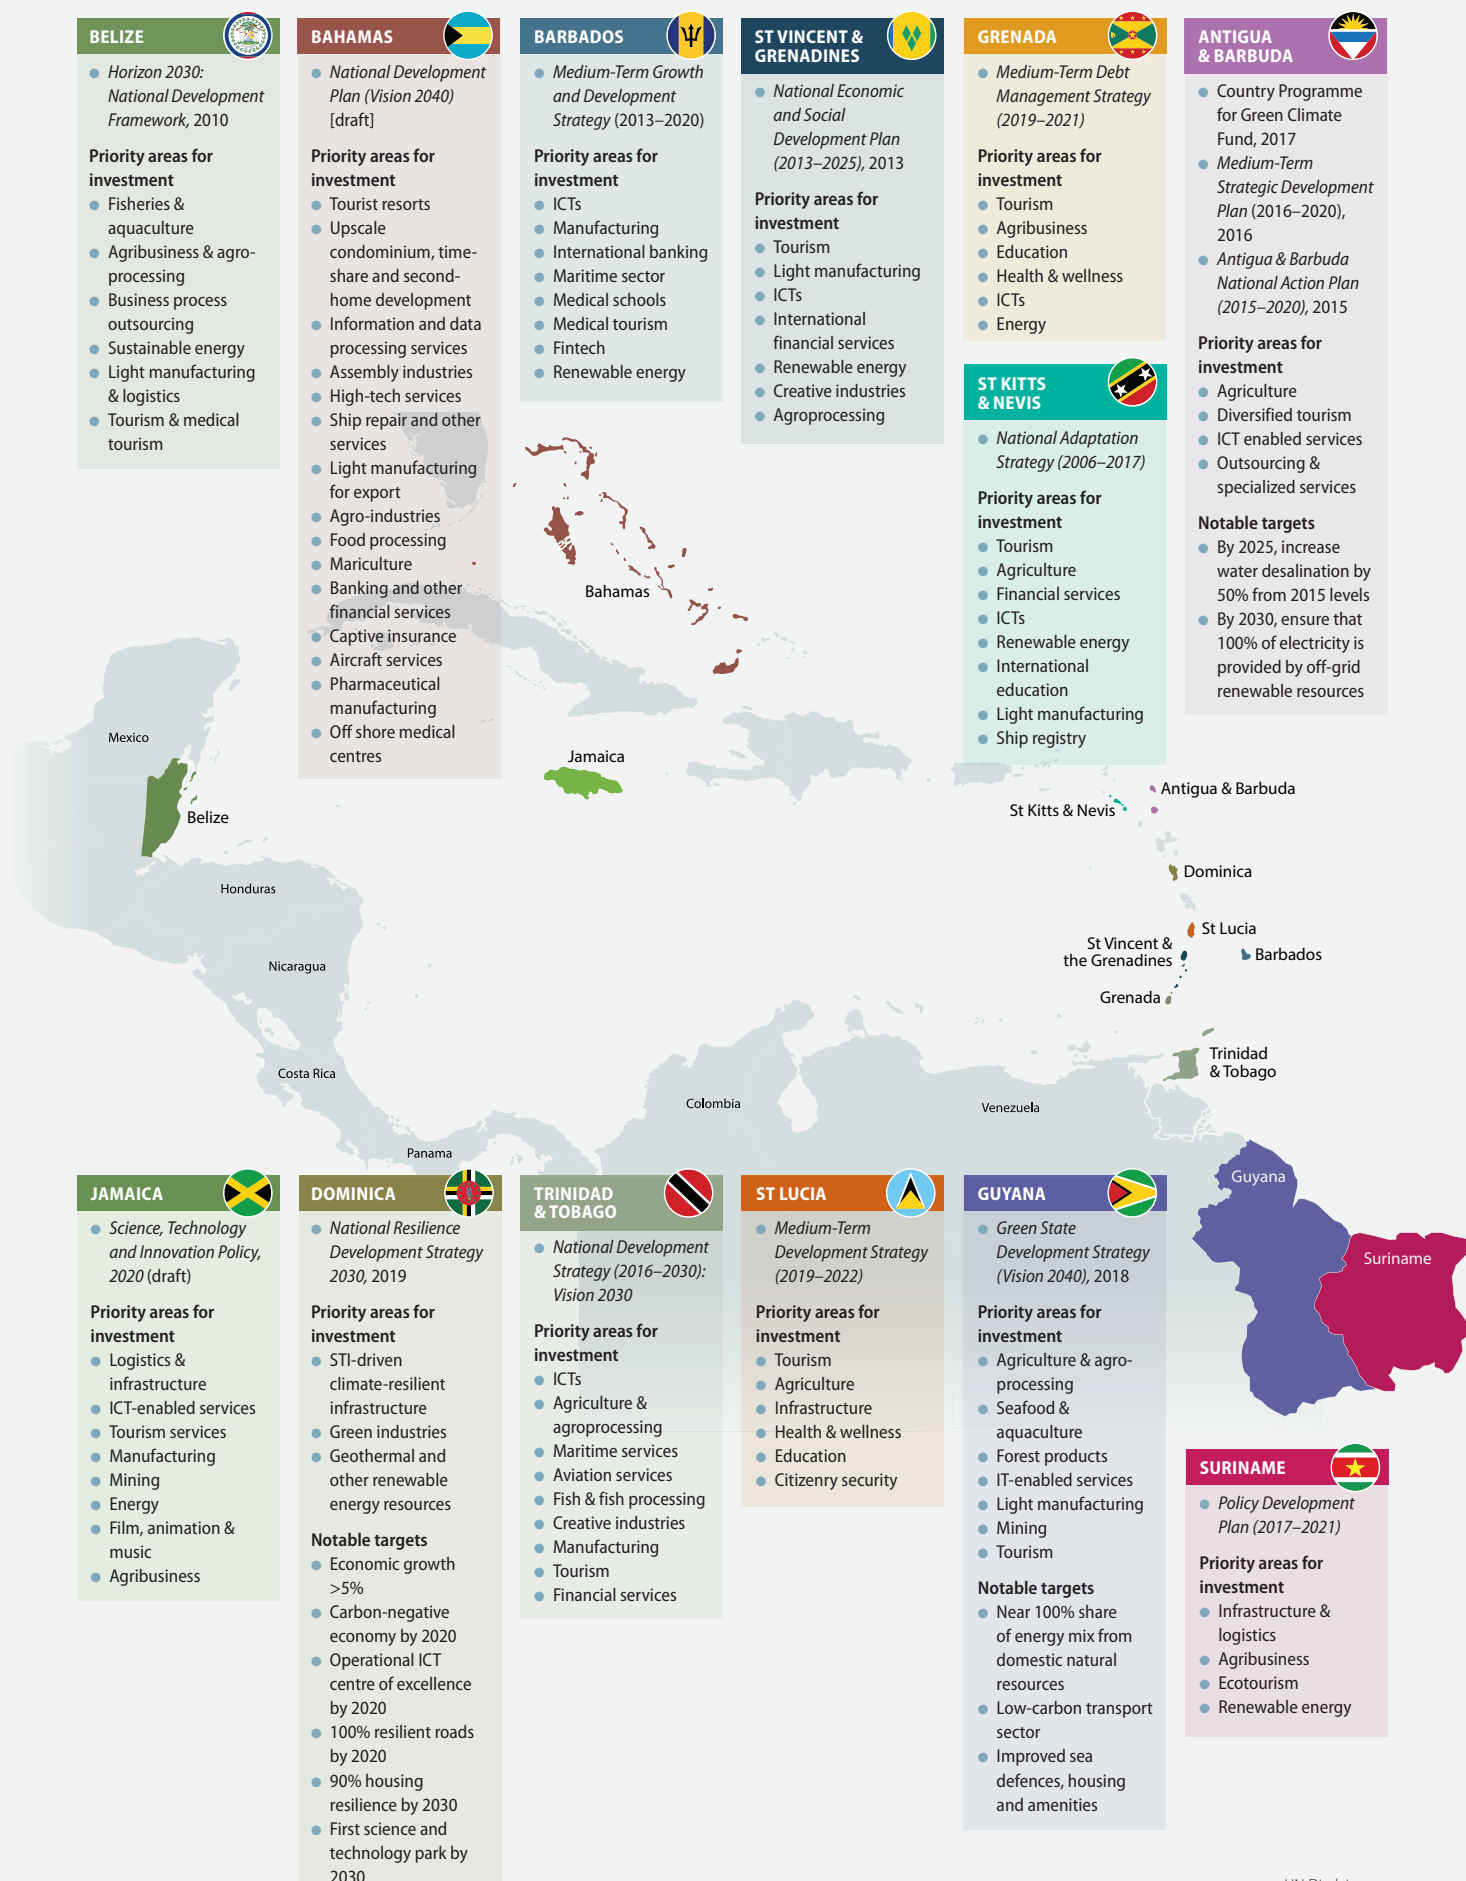 BELIZE
Horizon 2030:
National Development
Framework, 2010
Priority areas for
investment
Fisheries &
aquaculture
Agribusiness & agro-
processing
Business process
outsourcing
Sustainable energy
Light manufacturing
& logistics
Tourism & medical
tourism
BAHAMAS
National Development
Plan (Vision 2040)
[draft]
Priority areas for
investment
Tourist resorts
Upscale
condominium, time-
share and second-
home development
Information and data
processing services
Assembly industries
High-tech services
Ship repair and other
services
Light manufacturing
for export
Agro-industries
Food processing
Mariculture
Banking and other
financial services
Captive insurance
Aircraft services
Pharmaceutical
manufacturing
Off shore medical
centres
BARBADOS
Medium-Term Growth
and Development
Strategy (2013–2020)
Priority areas for
investment
ICTs
Manufacturing
International banking
Maritime sector
Medical schools
Medical tourism
Fintech
Renewable energy
ST VINCENT &
GRENADINES
National Economic
and Social
Development Plan
(2013–2025), 2013
Priority areas for
investment
Tourism
Light manufacturing
ICTs
International
financial services
Renewable energy
Creative industries
Agroprocessing
GRENADA
Medium-Term Debt
Management Strategy
(2019–2021)
Priority areas for
investment
Tourism
Agribusiness
Education
Health & wellness
ICTs
Energy
ST KITTS
& NEVIS
National Adaptation
Strategy (2006–2017)
Priority areas for
investment
Tourism
Agriculture
Financial services
ICTs
Renewable energy
International
education
Light manufacturing
Ship registry
ANTIGUA
& BARBUDA
Country Programme
for Green Climate
Fund, 2017
Medium-Term
Strategic Development
Plan (2016–2020),
2016
Antigua & Barbuda
National Action Plan
(2015–2020), 2015
Priority areas for
investment
Agriculture
Diversified tourism
ICT enabled services
Outsourcing &
specialized services
Notable targets
By 2025, increase
water desalination by
50% from 2015 levels
By 2030, ensure that
100% of electricity is
provided by off-grid
renewable resources
Bahamas
Mexico
Jamaica
Belize
Antigua & Barbuda
St Kitts & Nevis
Honduras
Dominica
St Lucia
St Vincent &
the Grenadines
Barbados
Nicaragua
Grenada
Trinidad
& Tobago
Costa Rica
Colombia
Venezuela
Panama
Guyana
Suriname
JAMAICA
Science, Technology
and Innovation Policy,
2020 (draft)
Priority areas for
investment
Logistics &
infrastructure
ICT-enabled services
Tourism services
Manufacturing
Mining
Energy
Film, animation &
music
Agribusiness
DOMINICA
National Resilience
Development Strategy
2030, 2019
Priority areas for
investment
STI-driven
climate-resilient
infrastructure
Green industries
Geothermal and
other renewable
energy resources
Notable targets
Economic growth
>5%
Carbon-negative
economy by 2020
Operational ICT
centre of excellence
by 2020
100% resilient roads
by 2020
90% housing
resilience by 2030
First science and
technology park by
2030
TRINIDAD
& TOBAGO
National Development
Strategy (2016–2030):
Vision 2030
Priority areas for
investment
ICTs
Agriculture &
agroprocessing
Maritime services
Aviation services
Fish & fish processing
Creative industries
Manufacturing
Tourism
Financial services
ST LUCIA
Medium-Term
Development Strategy
(2019–2022)
Priority areas for
investment
Tourism
Agriculture
Infrastructure
Health & wellness
Education
Citizenry security
GUYANA
Green State
Development Strategy
(Vision 2040), 2018
Priority areas for
investment
Agriculture & agro-
processing
Seafood &
aquaculture
Forest products
IT-enabled services
Light manufacturing
Mining
Tourism
Notable targets
Near 100% share
of energy mix from
domestic natural
resources
Low-carbon transport
sector
Improved sea
defences, housing
and amenities
SURINAME
Policy Development
Plan (2017–2021)
Priority areas for
investment
Infrastructure &
logistics
Agribusiness
Ecotourism
Renewable energy